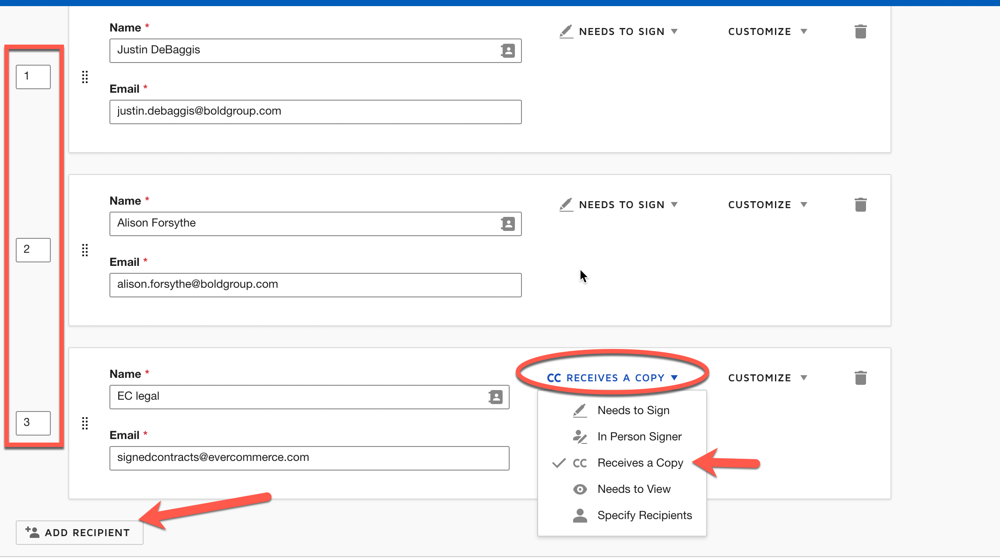 Name *
NEEDS TO SIGN
CUSTOMIZE
Justin DeBaggis
1
Email *
justin.debaggis@boldgroup.com
Name *
NEEDS TO SIGN
CUSTOMIZE
Alison Forsythe
2
Email *
alison.forsythe@boldgroup.com
Name *
CC RECEIVES A COPY
CUSTOMIZE
EC legal
3
Email *
signedcontracts@evercommerce.com
Needs to Sign
In Person Signer
CC Receives a Copy
Needs to View
Specify Recipients
ADD RECIPIENT